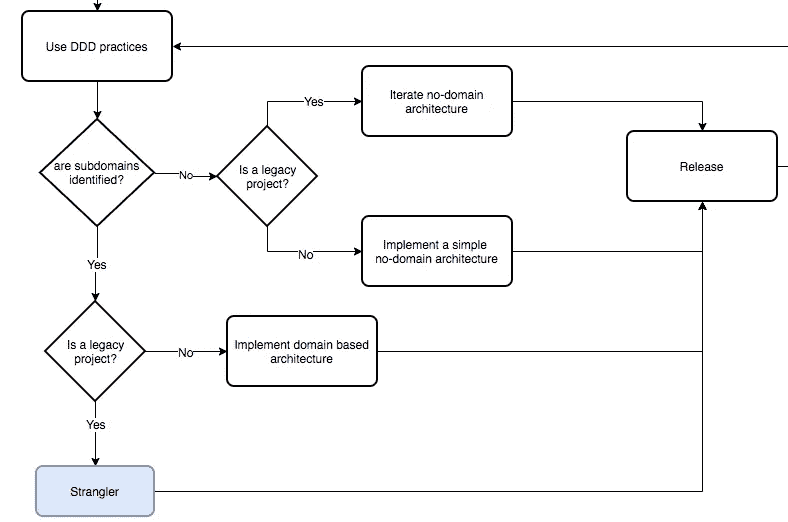 Use DDD practices
are subdomains
identified?
No
Is a legacy
project?
Yes
Iterate no-domain
architecture
Release
No
Implement a simple
no-domain architecture
Yes
Is a legacy
project?
No
Implement domain based
architecture
Yes
Strangler